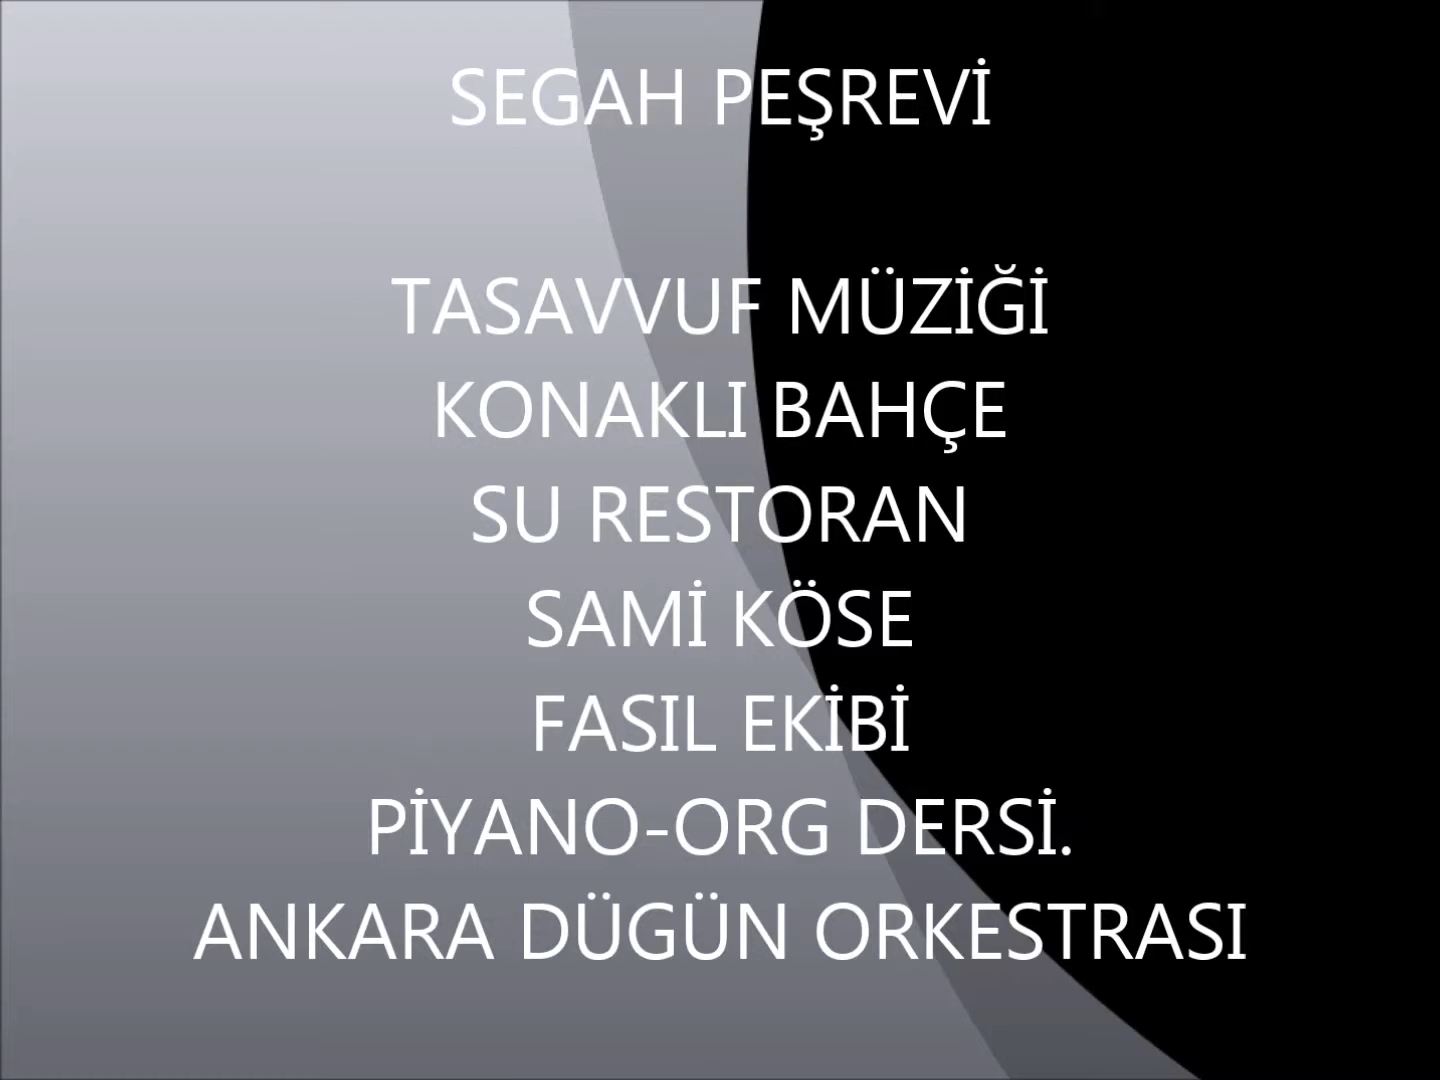 SEGAH PEŞREVİ
TASAVVUF MÜZİĞİ
KONAKLI BAHÇE
SU RESTORAN
SAMİ KÖSE
FASIL EKİBİ
PİYANO-ORG DERSİ.
ANKARA DÜGÜN ORKESTRASI